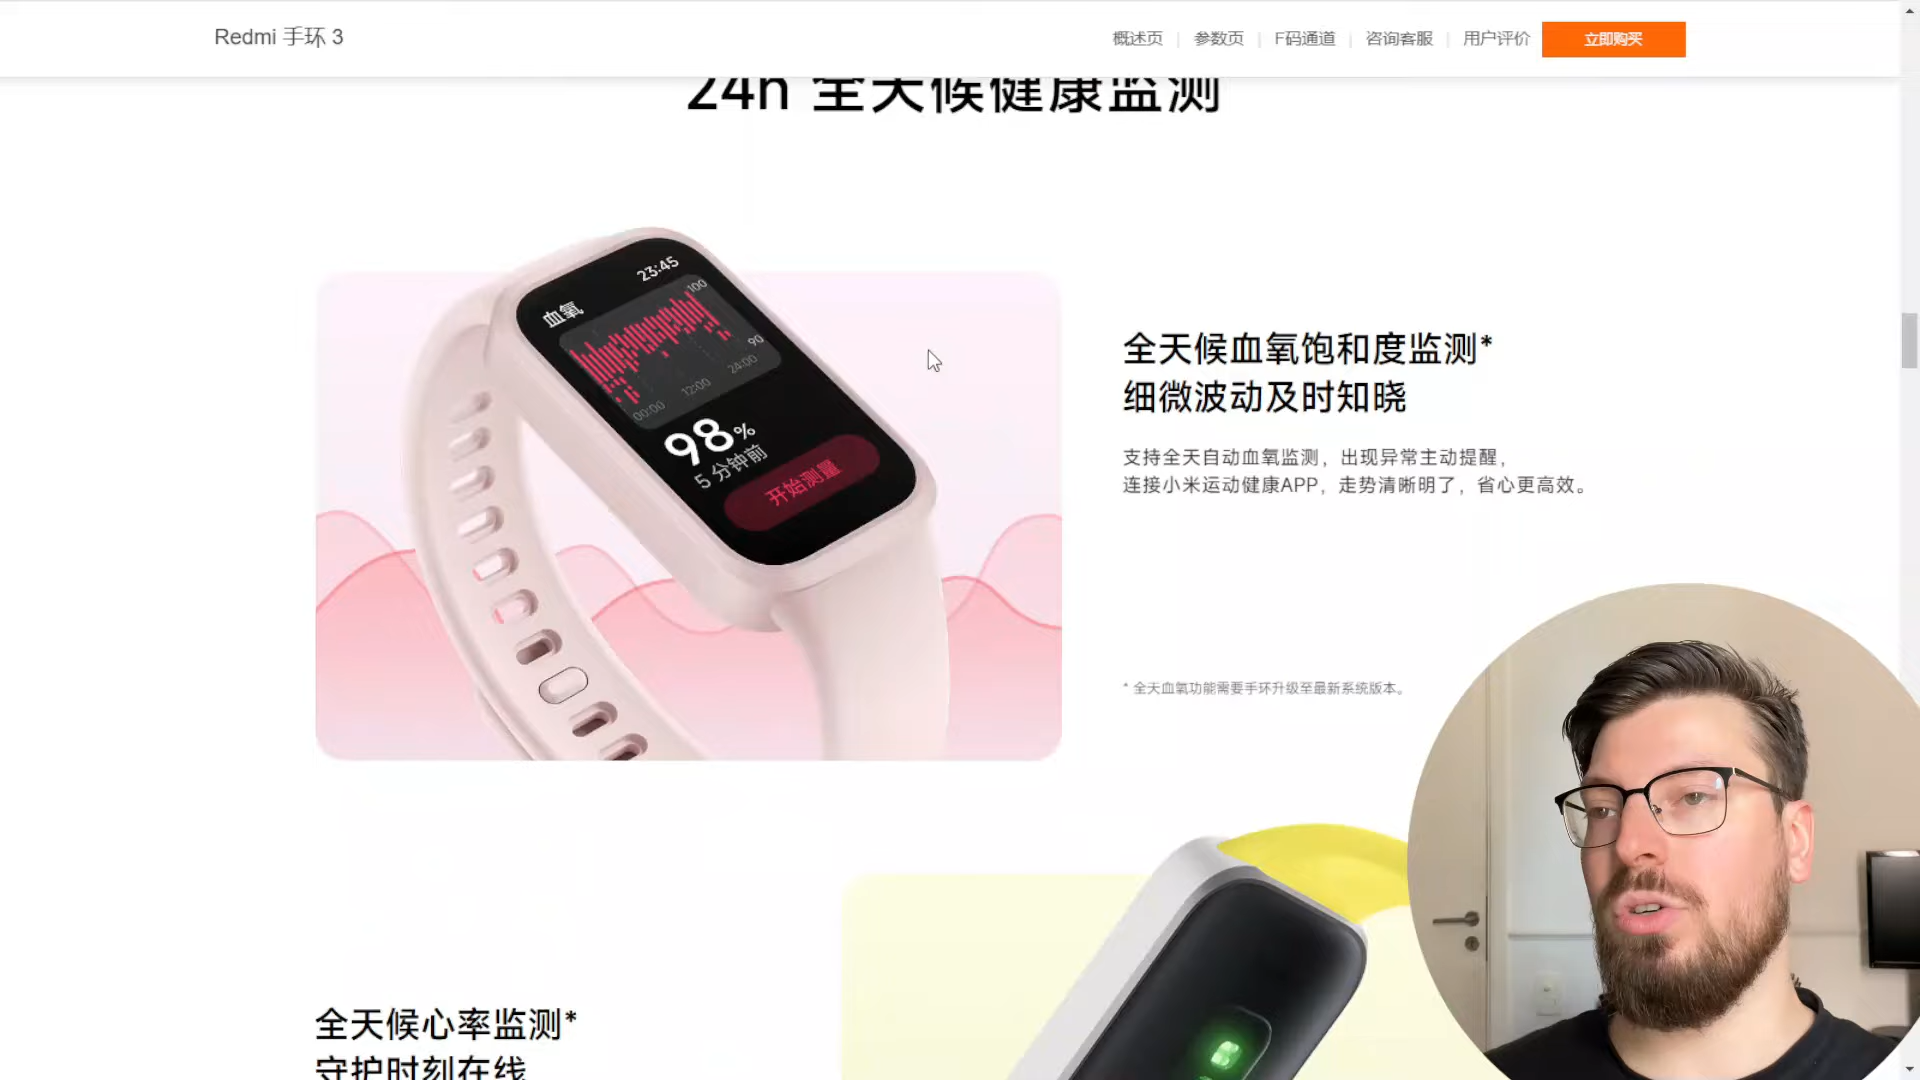 Redmi 手环 3
概述页 | 参数页 | F码通道 | 咨询客服 | 用户评价
立即购买
24h 全天候健康监测
23:45
血氧
100
90
00:00 12:00 24:00
98%
5 分钟前
开始测量
全天候血氧饱和度监测*
细微波动及时知晓
支持全天自动血氧监测，出现异常主动提醒，
连接小米运动健康APP，走势清晰明了，省心更高效。
* 全天血氧功能需要手环升级至最新系统版本。
全天候心率监测*
守护时刻在线